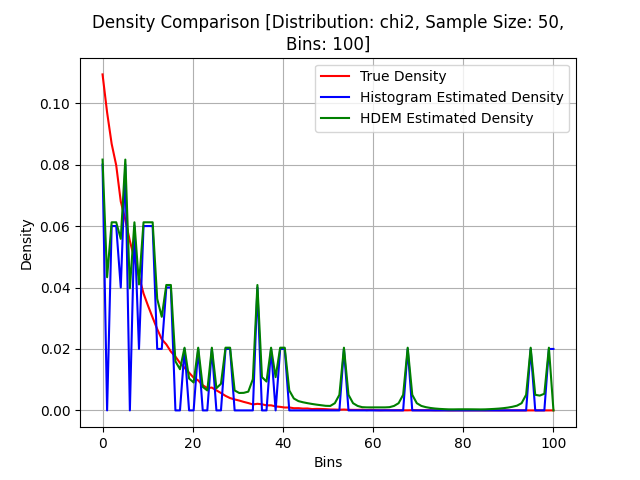 Density Comparison [Distribution: chi2, Sample Size: 50,
Bins: 100]
True Density
Histogram Estimated Density
HDEM Estimated Density
Density
0.10
0.08
0.06
0.04
0.02
0.00
0 20 40 60 80 100
Bins